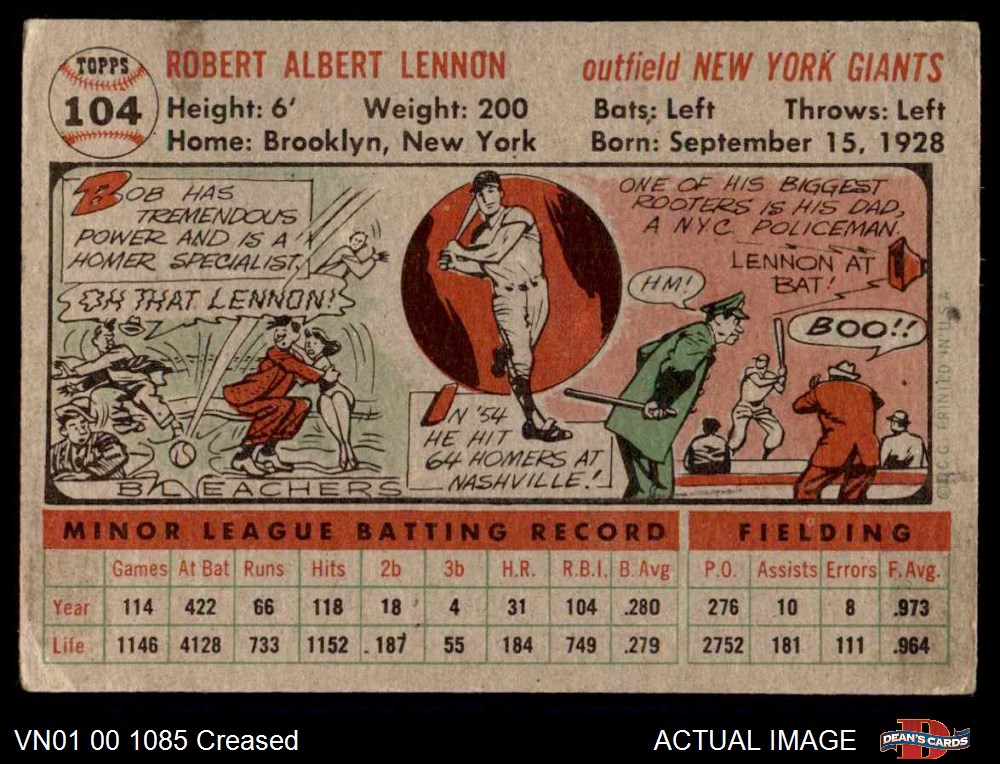 TOPPS
104
ROBERT ALBERT LENNON
outfield NEW YORK GIANTS
Height: 6' Weight: 200
Bats: Left Throws: Left
Home: Brooklyn, New York
Born: September 15, 1928
BOB HAS
TREMENDOUS
POWER AND IS A
HOMER SPECIALIST.
OH THAT LENNON!
BLEACHERS
IN '54
HE HIT
64 HOMERS AT
NASHVILLE!
ONE OF HIS BIGGEST
ROOTERS IS HIS DAD,
A N.Y.C. POLICEMAN.
LENNON AT
BAT!
HM!
BOO!!
©T.C.G. PRINTED IN U.S.A.
MINOR LEAGUE BATTING RECORD FIELDING
Games At Bat Runs Hits 2b 3b H.R. R.B.I. B.Avg P.O. Assists Errors F.Avg.
Year 114 422 66 118 18 4 31 104 .280 276 10 8 .973
Life 1146 4128 733 1152 187 55 184 749 .279 2752 181 111 .964
VN01 00 1085 Creased
ACTUAL IMAGE
D
DEAN'S CARDS